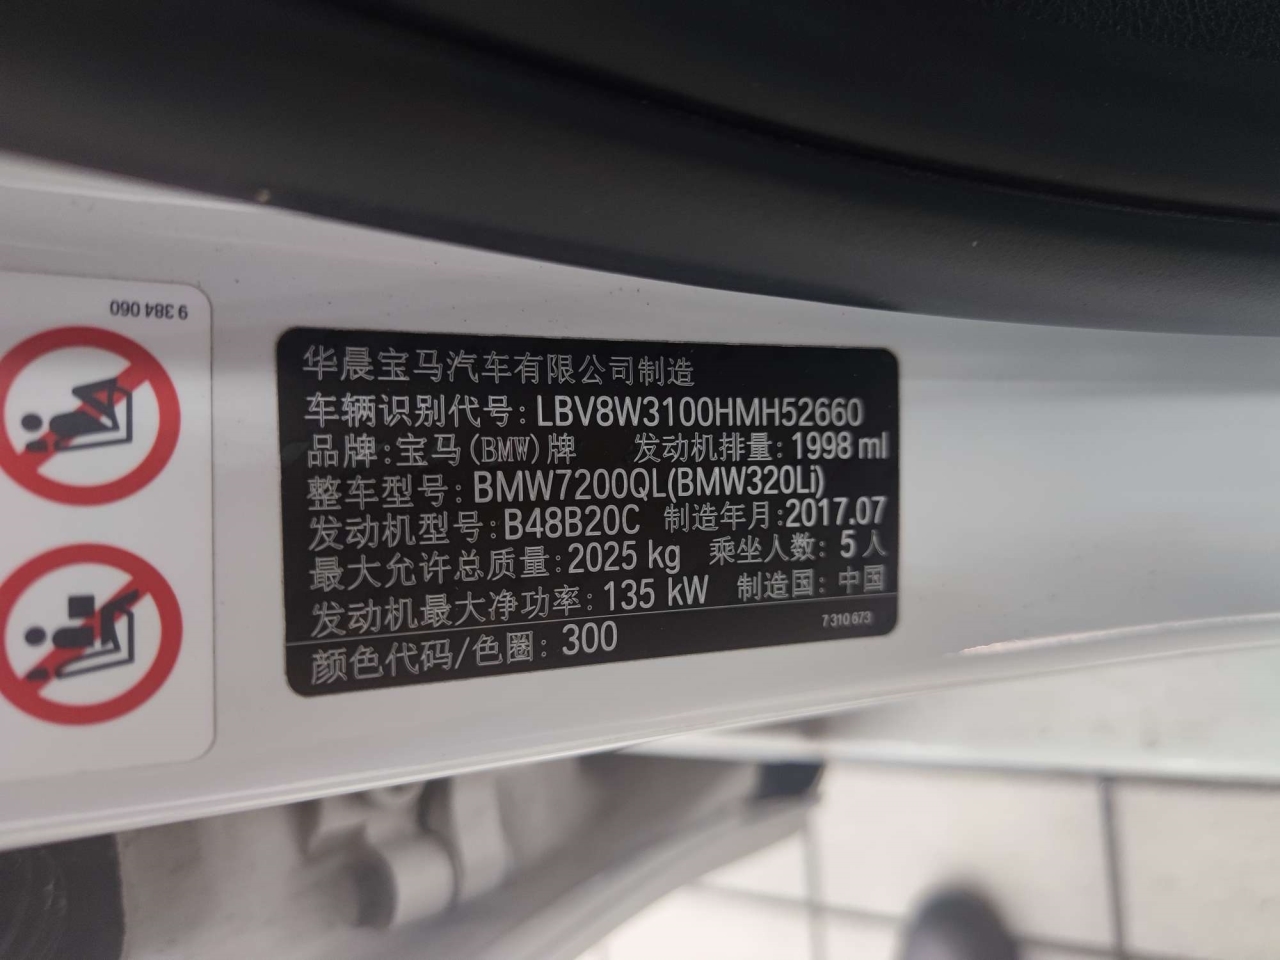 9 384 060
华晨宝马汽车有限公司制造
车辆识别代号: LBV8W3100HMH52660
品牌:宝马(BMW)牌 发动机排量: 1998 ml
整车型号: BMW7200QL(BMW320Li)
发动机型号: B48B20C 制造年月:2017.07
最大允许总质量: 2025 kg 乘坐人数: 5人
发动机最大净功率: 135 kW 制造国: 中国
7 310 673
颜色代码/色圈: 300